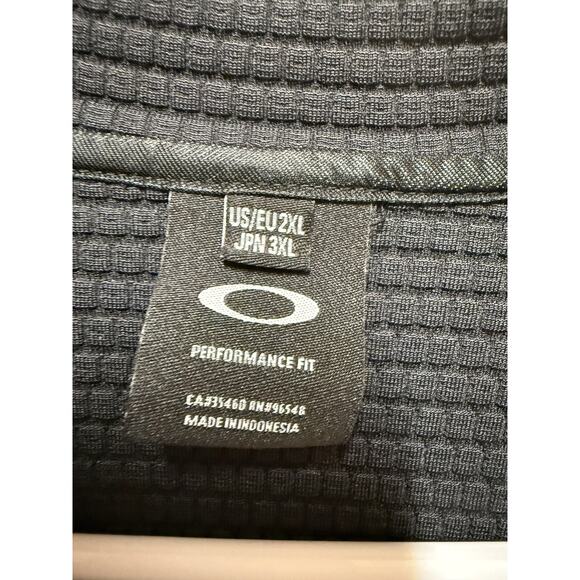 US/EU 2XL
JPN 3XL
PERFORMANCE FIT
CA#35460 RN#96548
MADE IN INDONESIA